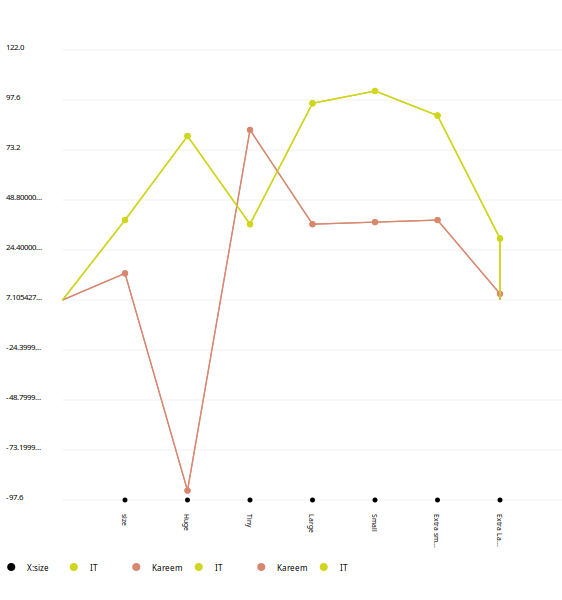 122.0
97.6
73.2
48.80000...
24.40000...
7.105427...
-24.3999...
-48.7999...
-73.1999...
-97.6
size
Huge
Tiny
Large
Small
Extra sm...
Extra La...
X:size IT Kareem IT Kareem IT